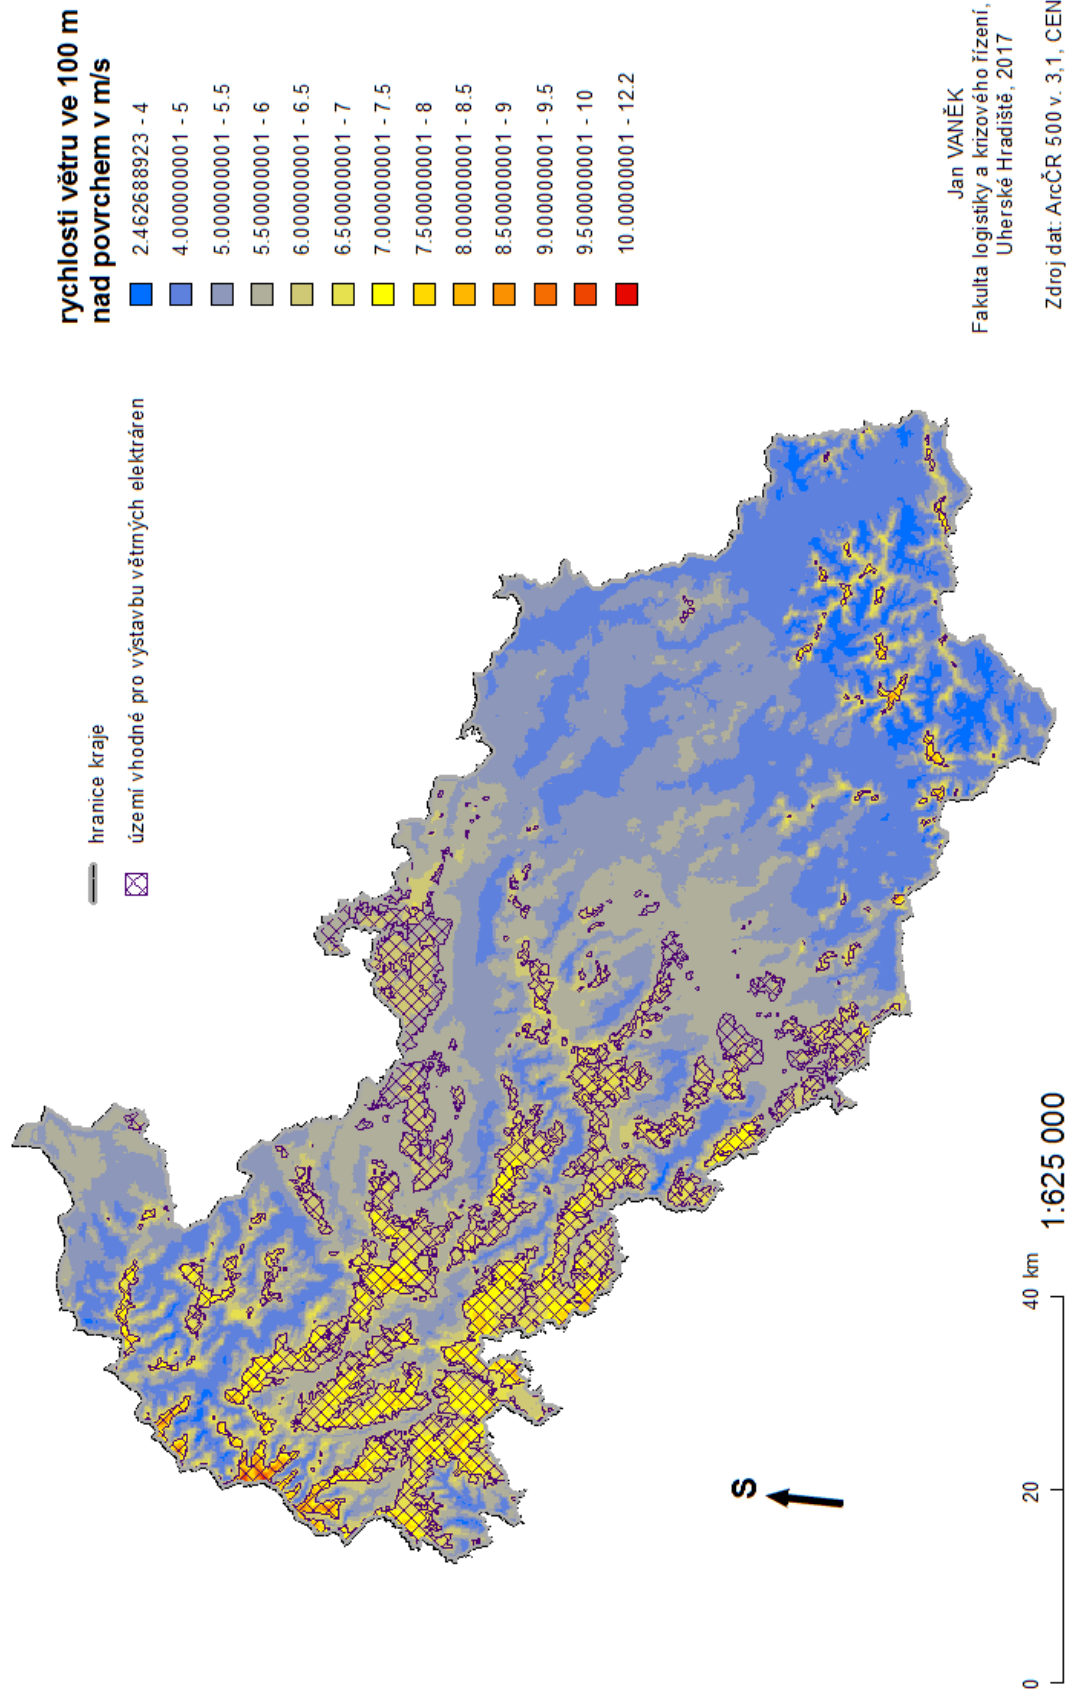 rychlosti větru ve 100 m
nad povrchem v m/s
2.462688923 - 4
4.000000001 - 5
5.000000001 - 5.5
5.500000001 - 6
6.000000001 - 6.5
6.500000001 - 7
7.000000001 - 7.5
7.500000001 - 8
8.000000001 - 8.5
8.500000001 - 9
9.000000001 - 9.5
9.500000001 - 10
10.00000001 - 12.2
hranice kraje
území vhodné pro výstavbu větrných elektráren
S
0 20 40 km
1:625 000
Jan VANĚK
Fakulta logistiky a krizového řízení,
Uherské Hradiště, 2017
Zdroj dat: ArcČR 500 v. 3,1, CEN